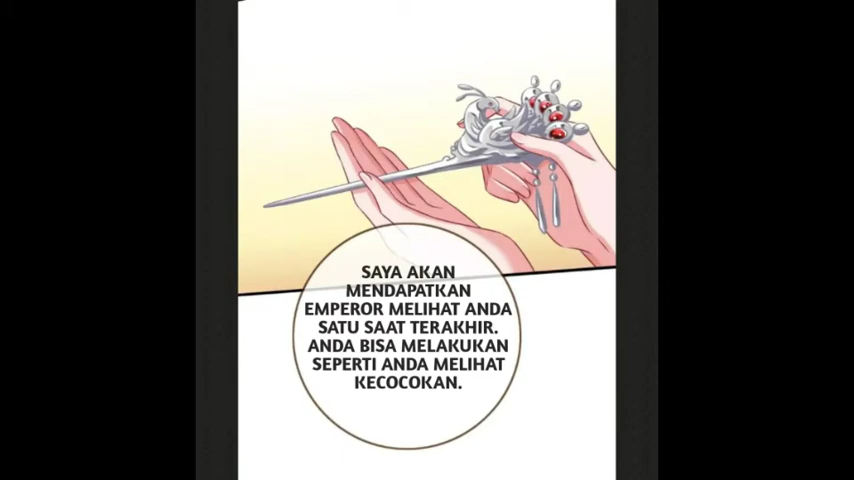 SAYA AKAN
MENDAPATKAN
EMPEROR MELIHAT ANDA
SATU SAAT TERAKHIR.
ANDA BISA MELAKUKAN
SEPERTI ANDA MELIHAT
KECOCOKAN.